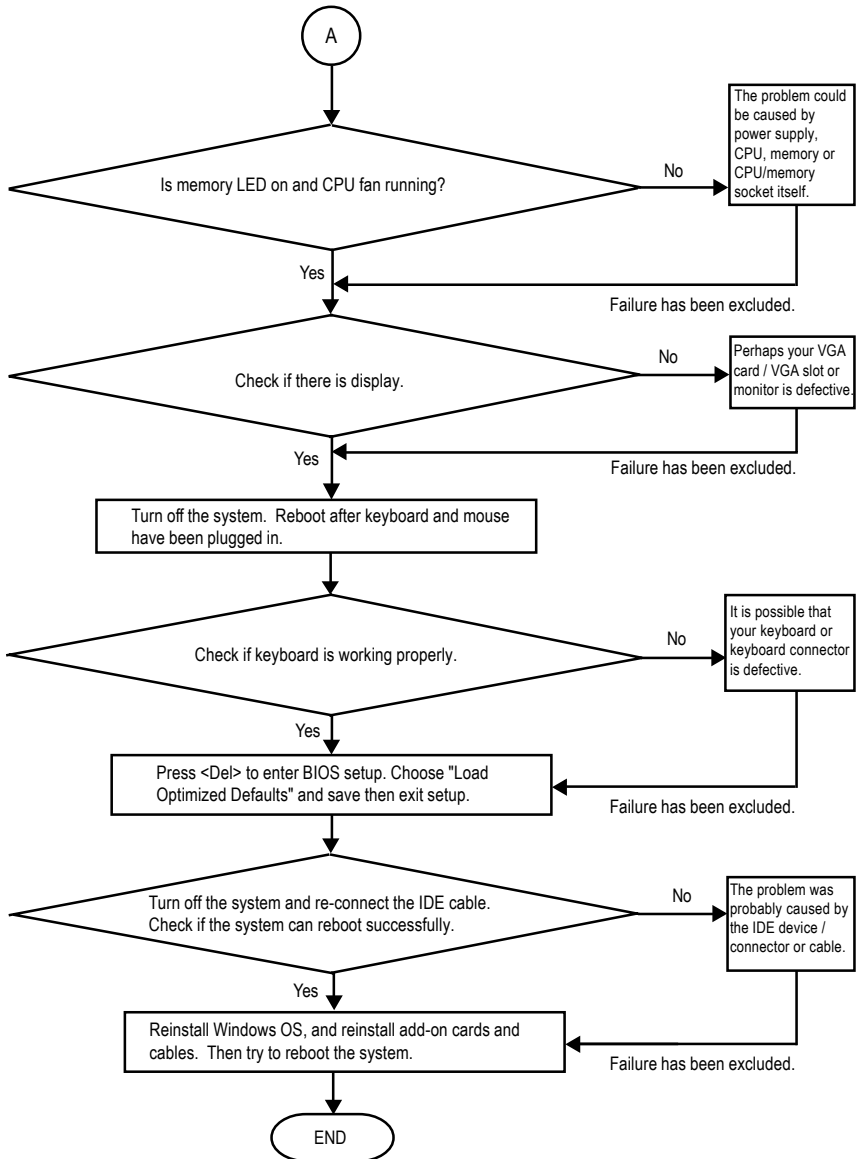 A
Is memory LED on and CPU fan running?
No
The problem could
be caused by
power supply,
CPU, memory or
CPU/memory
socket itself.
Yes
Failure has been excluded.
Check if there is display.
No
Perhaps your VGA
card / VGA slot or
monitor is defective.
Yes
Failure has been excluded.
Turn off the system.  Reboot after keyboard and mouse
have been plugged in.
Check if keyboard is working properly.
No
It is possible that
your keyboard or
keyboard connector
is defective.
Yes
Press <Del> to enter BIOS setup. Choose "Load
Optimized Defaults" and save then exit setup.
Failure has been excluded.
Turn off the system and re-connect the IDE cable.
Check if the system can reboot successfully.
No
The problem was
probably caused by
the IDE device /
connector or cable.
Yes
Reinstall Windows OS, and reinstall add-on cards and
cables.  Then try to reboot the system.
Failure has been excluded.
END